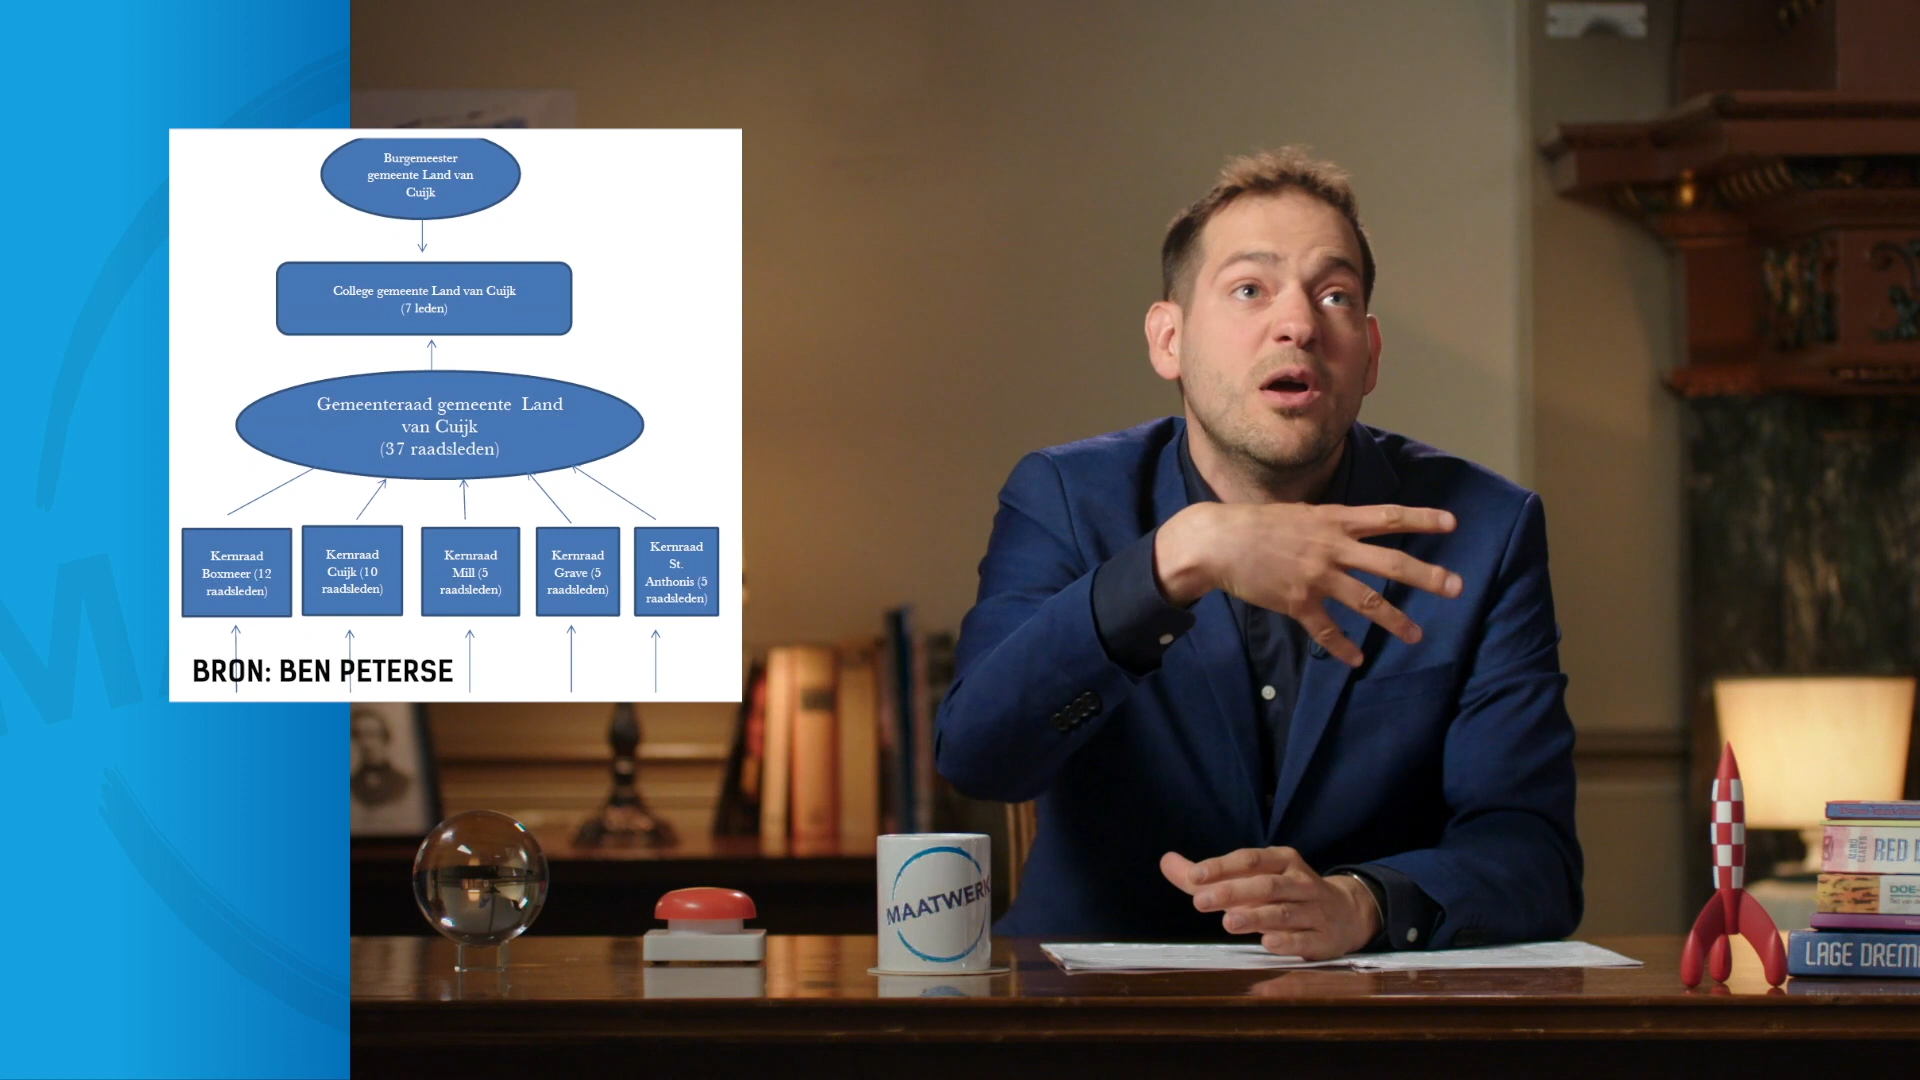 Burgemeester
gemeente Land van
Cuijk
College gemeente Land van Cuijk
(7 leden)
Gemeenteraad gemeente Land
van Cuijk
(37 raadsleden)
Kernraad
Boxmeer (12
raadsleden)
Kernraad
Cuijk (10
raadsleden)
Kernraad
Mill (5
raadsleden)
Kernraad
Grave (5
raadsleden)
Kernraad
St.
Anthonis (5
raadsleden)
BRON: BEN PETERSE
MAATWERK
RED
DOE-
LAGE DREM